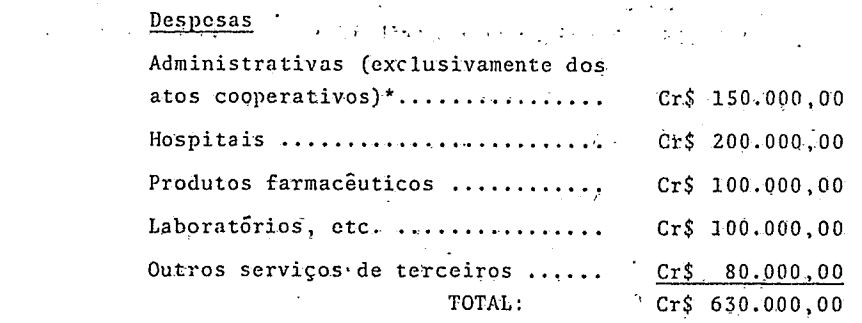 Despesas
Administrativas (exclusivamente dos
atos cooperativos)*................ Cr$ 150.000,00
Hospitais ......................... Cr$ 200.000,00
Produtos farmacêuticos ............ Cr$ 100.000,00
Laboratórios, etc. ................ Cr$ 100.000,00
Outros serviços de terceiros ...... Cr$ 80.000,00
TOTAL: Cr$ 630.000,00